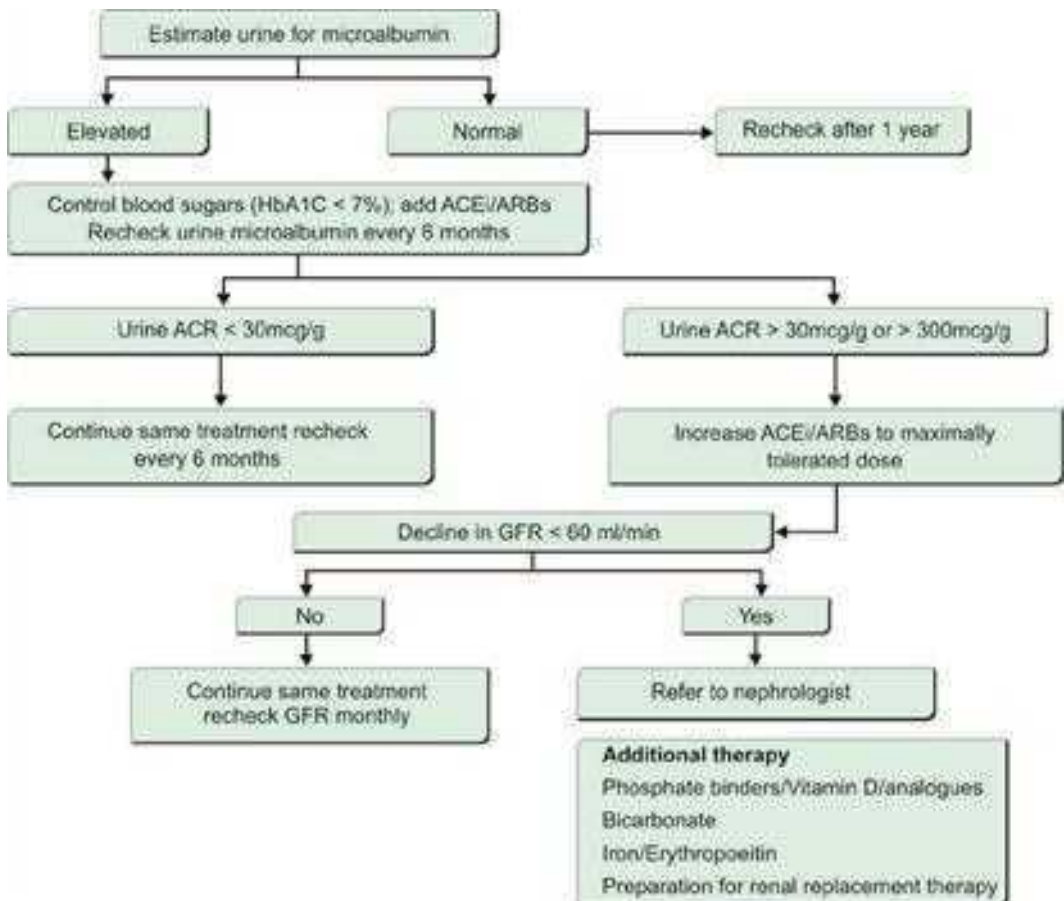 Estimate urine for microalbumin
Elevated
Normal
Recheck after 1 year
Control blood sugars (HbA1C < 7%); add ACEi/ARBs
Recheck urine microalbumin every 6 months
Urine ACR < 30mcg/g
Urine ACR > 30mcg/g or > 300mcg/g
Continue same treatment recheck
every 6 months
Increase ACEi/ARBs to maximally
tolerated dose
Decline in GFR < 60 ml/min
No
Yes
Continue same treatment
recheck GFR monthly
Refer to nephrologist
Additional therapy
Phosphate binders/Vitamin D/analogues
Bicarbonate
Iron/Erythropoeitin
Preparation for renal replacement therapy